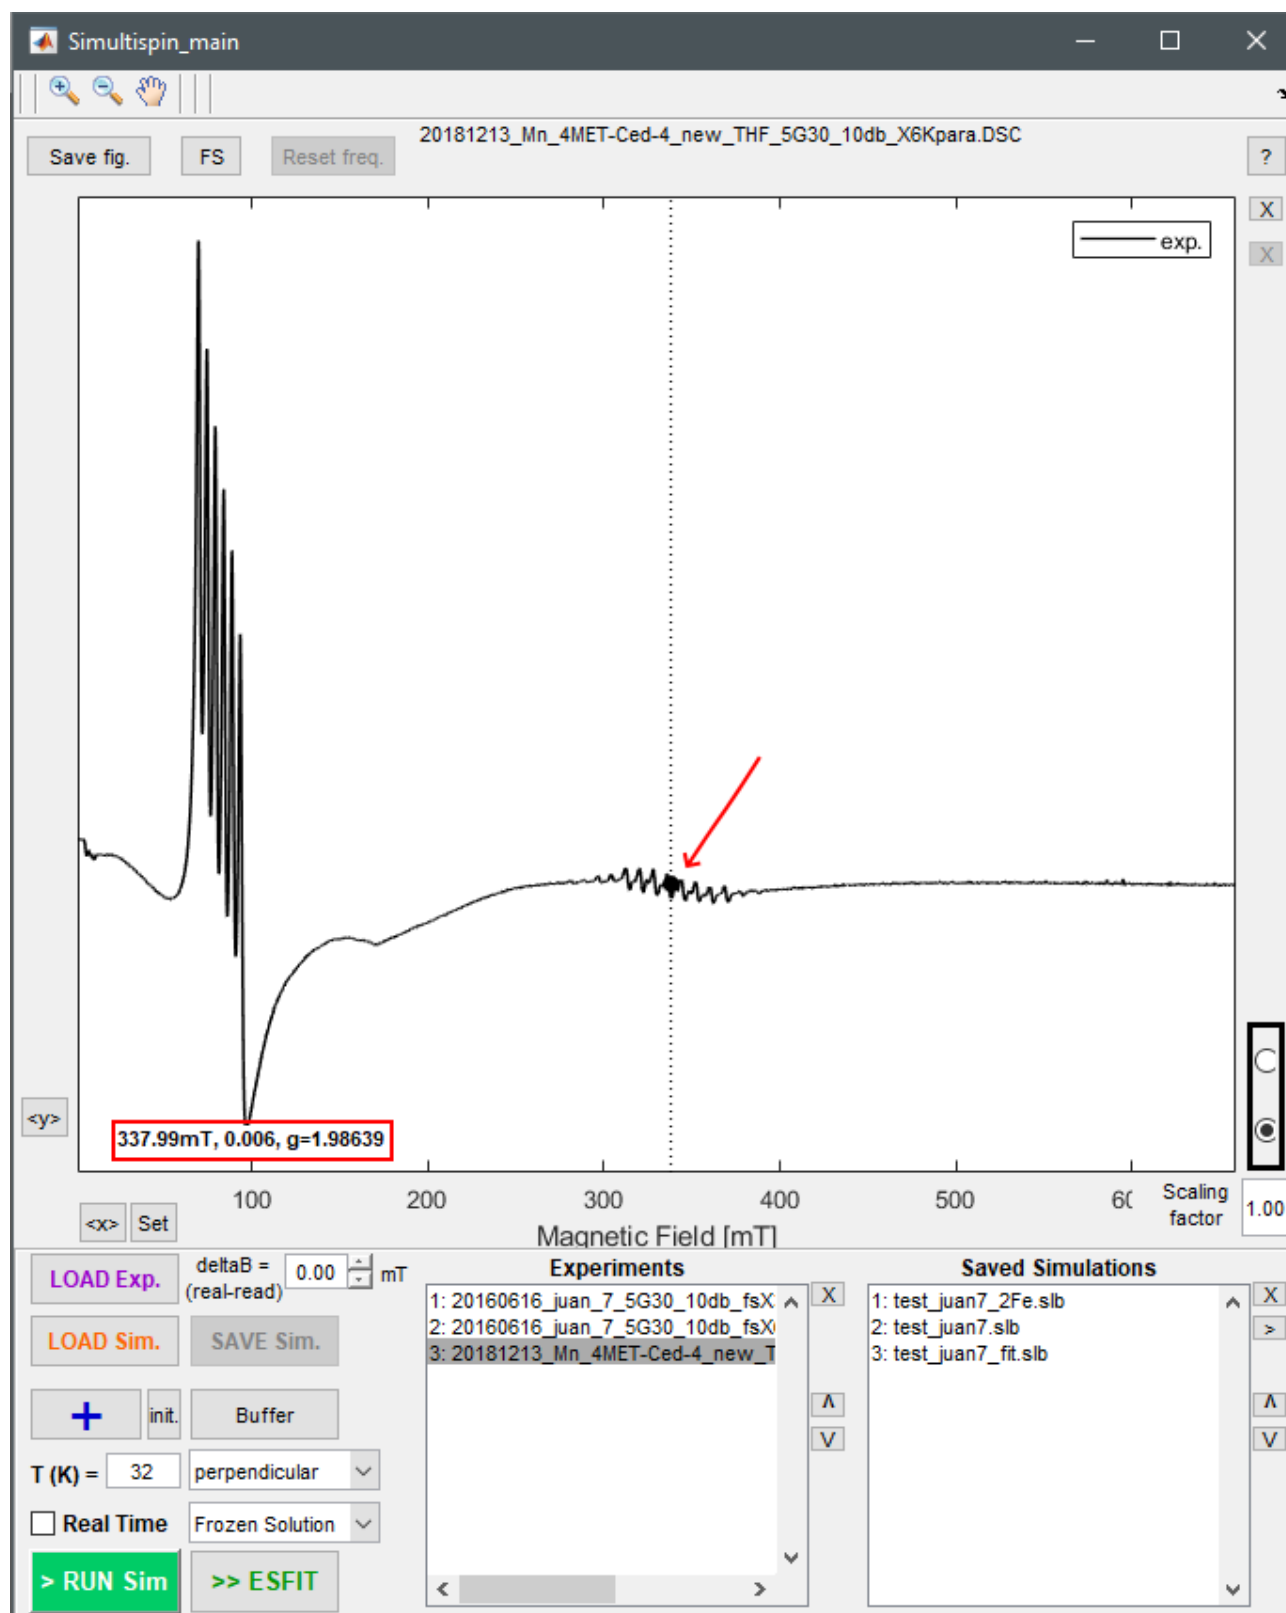 Simultispin_main
20181213_Mn_4MET-Ced-4_new_THF_5G30_10db_X6Kpara.DSC
Save fig. FS Reset freq. ?
X
exp.
X
<y>
337.99mT, 0.006, g=1.98639
100 200 300 400 500
Scaling factor 1.00
<x> Set
Magnetic Field [mT]
LOAD Exp. deltaB = (real-read) 0.00 mT
LOAD Sim. SAVE Sim.
+ init. Buffer
T (K) = 32 perpendicular
Real Time Frozen Solution
> RUN Sim >> ESFIT
Experiments
1: 20160616_juan_7_5G30_10db_fsX
2: 20160616_juan_7_5G30_10db_fsX
3: 20181213_Mn_4MET-Ced-4_new_T
X
Λ
V
Saved Simulations
1: test_juan7_2Fe.slb
2: test_juan7.slb
3: test_juan7_fit.slb
X
>
Λ
V